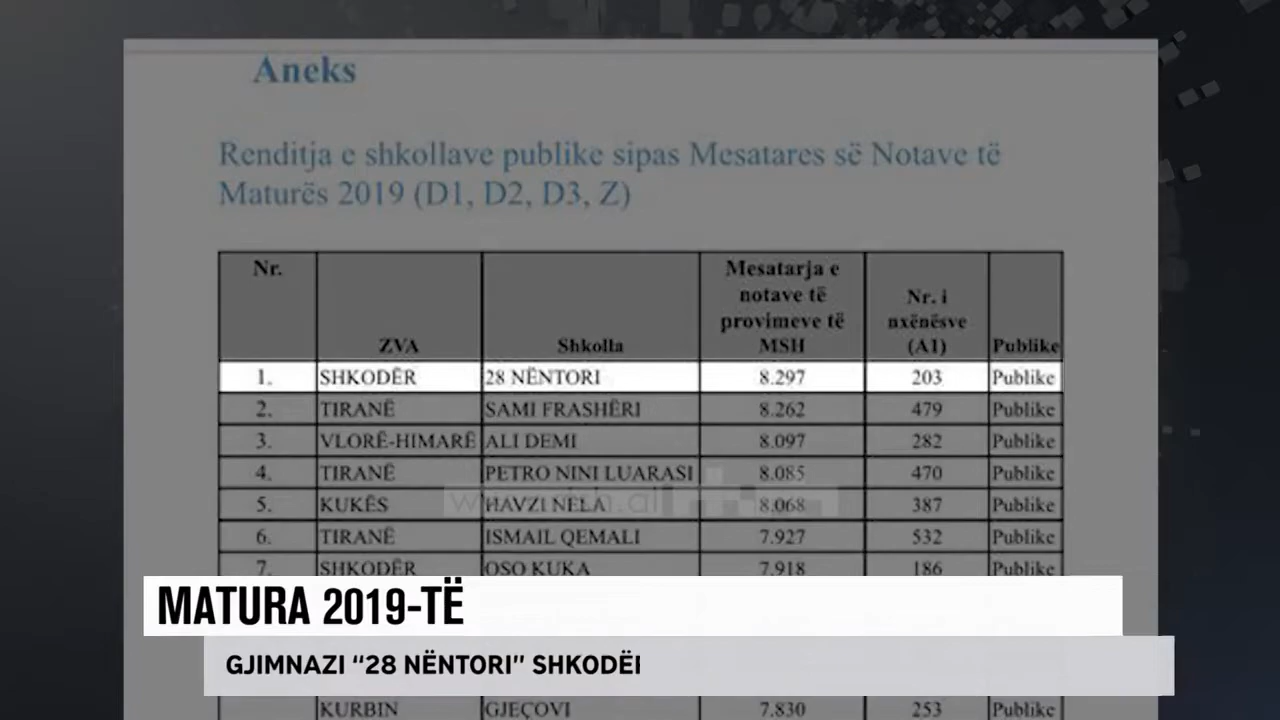 Aneks
Renditja e shkollave publike sipas Mesatares së Notave të
Maturës 2019 (D1, D2, D3, Z)
Nr. ZVA Shkolla Mesatarja e notave të provimeve të MSH Nr. i nxënësve (A1) Publike
1. SHKODËR 28 NËNTORI 8.297 203 Publike
2. TIRANË SAMI FRASHËRI 8.262 479 Publike
3. VLORË-HIMARË ALI DEMI 8.097 282 Publike
4. TIRANË PETRO NINI LUARASI 8.085 470 Publike
5. KUKËS HAVZI NELA 8.068 387 Publike
6. TIRANË ISMAIL QEMALI 7.927 532 Publike
7. SHKODËR OSO KUKA 7.918 186 Publike
MATURA 2019-TË
GJIMNAZI “28 NËNTORI” SHKODËR
KURBIN GJEÇOVI 7.830 253 Publike